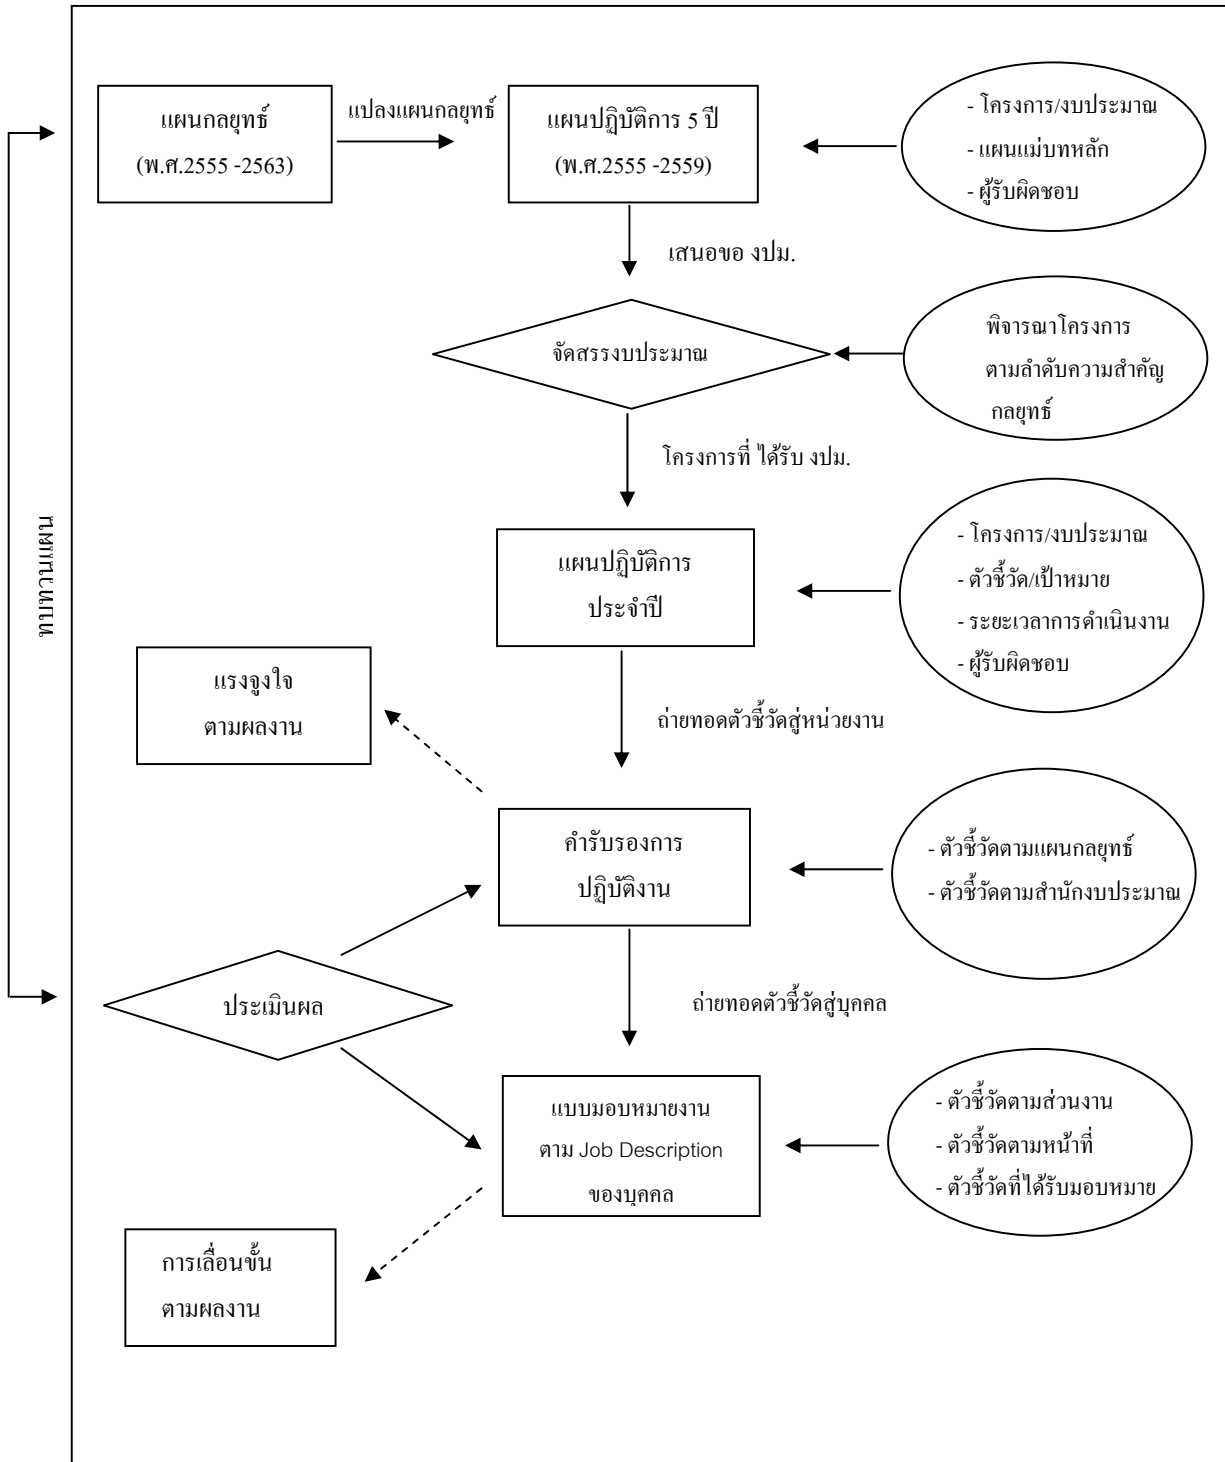 แผนกลยุทธ์
(พ.ศ.2555 -2563)
แปลงแผนกลยุทธ์
แผนปฏิบัติการ 5 ปี
(พ.ศ.2555 -2559)
- โครงการ/งบประมาณ
- แผนแม่บทหลัก
- ผู้รับผิดชอบ
เสนอขอ งปม.
จัดสรรงบประมาณ
พิจารณาโครงการ
ตามลำดับความสำคัญ
กลยุทธ์
โครงการที่ ได้รับ งปม.
ทบทวนแผน
แผนปฏิบัติการ
ประจำปี
- โครงการ/งบประมาณ
- ตัวชี้วัด/เป้าหมาย
- ระยะเวลาการดำเนินงาน
- ผู้รับผิดชอบ
แรงจูงใจ
ตามผลงาน
ถ่ายทอดตัวชี้วัดสู่หน่วยงาน
คำรับรองการ
ปฏิบัติงาน
- ตัวชี้วัดตามแผนกลยุทธ์
- ตัวชี้วัดตามสำนักงบประมาณ
ประเมินผล
ถ่ายทอดตัวชี้วัดสู่บุคคล
แบบมอบหมายงาน
ตาม Job Description
ของบุคคล
- ตัวชี้วัดตามส่วนงาน
- ตัวชี้วัดตามหน้าที่
- ตัวชี้วัดที่ได้รับมอบหมาย
การเลื่อนขั้น
ตามผลงาน